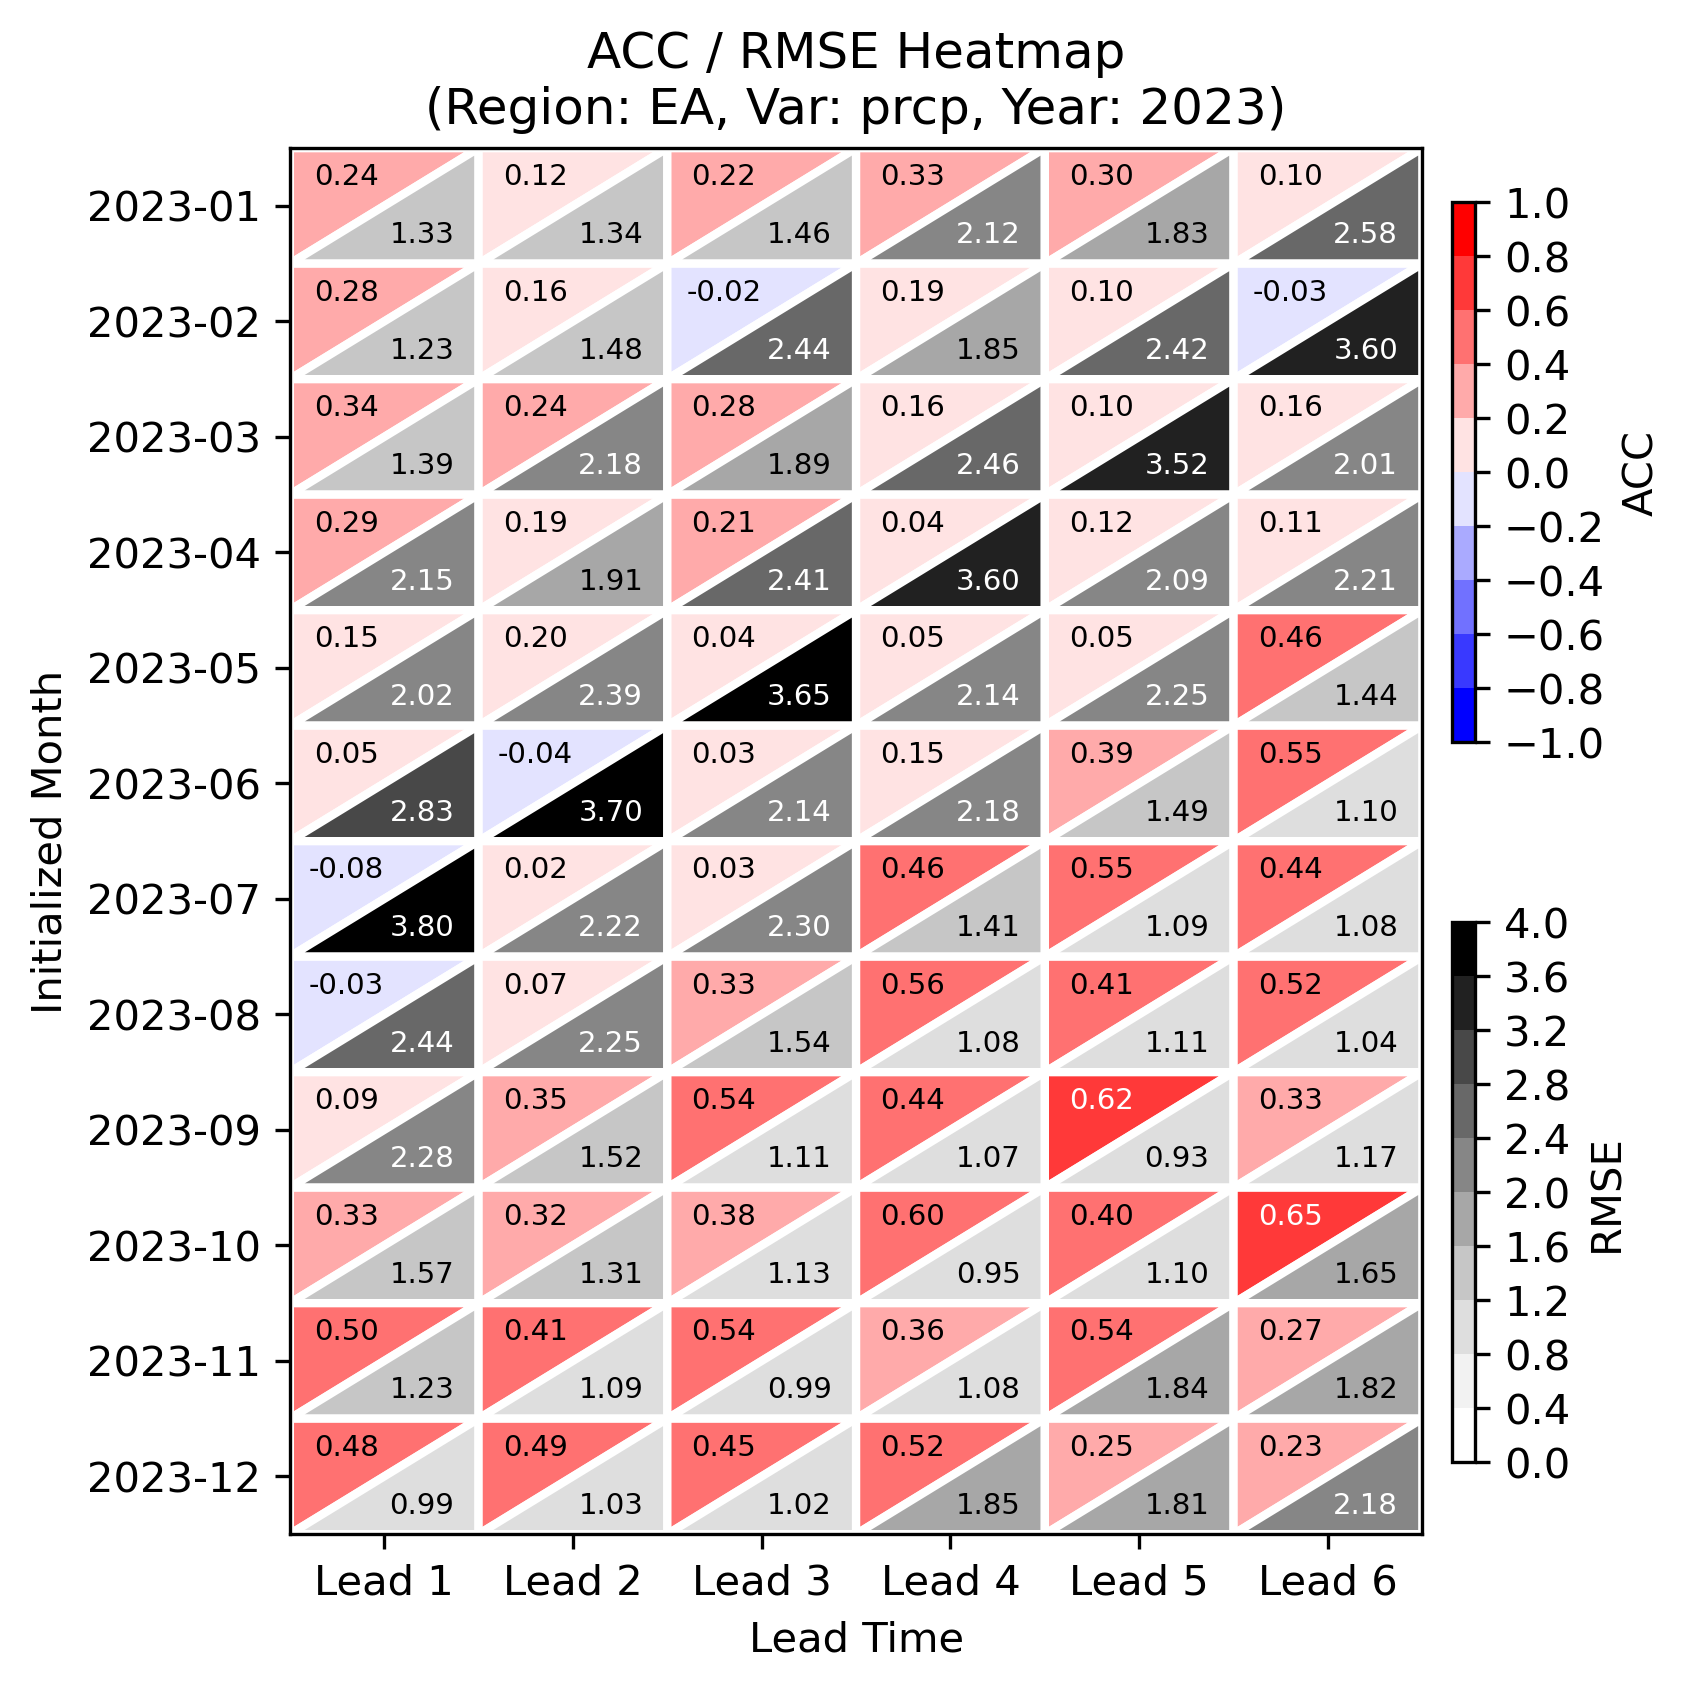 ACC / RMSE Heatmap
(Region: EA, Var: prcp, Year: 2023)
Initialized Month
2023-01
0.24 0.12 0.22 0.33 0.30 0.10
1.33 1.34 1.46 2.12 1.83 2.58
2023-02
0.28 0.16 -0.02 0.19 0.10 -0.03
1.23 1.48 2.44 1.85 2.42 3.60
2023-03
0.34 0.24 0.28 0.16 0.10 0.16
1.39 2.18 1.89 2.46 3.52 2.01
2023-04
0.29 0.19 0.21 0.04 0.12 0.11
2.15 1.91 2.41 3.60 2.09 2.21
2023-05
0.15 0.20 0.04 0.05 0.05 0.46
2.02 2.39 3.65 2.14 2.25 1.44
2023-06
0.05 -0.04 0.03 0.15 0.39 0.55
2.83 3.70 2.14 2.18 1.49 1.10
2023-07
-0.08 0.02 0.03 0.46 0.55 0.44
3.80 2.22 2.30 1.41 1.09 1.08
2023-08
-0.03 0.07 0.33 0.56 0.41 0.52
2.44 2.25 1.54 1.08 1.11 1.04
2023-09
0.09 0.35 0.54 0.44 0.62 0.33
2.28 1.52 1.11 1.07 0.93 1.17
2023-10
0.33 0.32 0.38 0.60 0.40 0.65
1.57 1.31 1.13 0.95 1.10 1.65
2023-11
0.50 0.41 0.54 0.36 0.54 0.27
1.23 1.09 0.99 1.08 1.84 1.82
2023-12
0.48 0.49 0.45 0.52 0.25 0.23
0.99 1.03 1.02 1.85 1.81 2.18
Lead 1 Lead 2 Lead 3 Lead 4 Lead 5 Lead 6
Lead Time
1.0
0.8
0.6
0.4
0.2
0.0
−0.2
−0.4
−0.6
−0.8
−1.0
ACC
4.0
3.6
3.2
2.8
2.4
2.0
1.6
1.2
0.8
0.4
0.0
RMSE